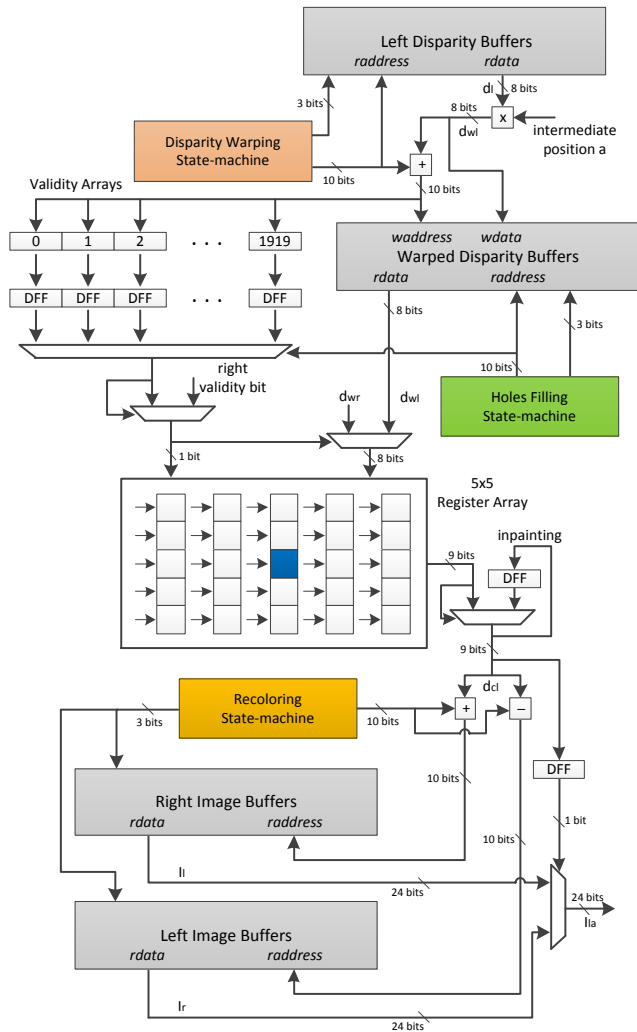 Left Disparity Buffers
raddress rdata
3 bits
dl
8 bits
8 bits
dwl
x
intermediate
position a
Disparity Warping
State-machine
10 bits
+
10 bits
Validity Arrays
0 1 2 . . . 1919
DFF DFF DFF . . . DFF
waddress wdata
Warped Disparity Buffers
rdata raddress
8 bits
3 bits
10 bits
right
validity bit
dwr
dwl
Holes Filling
State-machine
1 bit
8 bits
5x5
Register Array
9 bits
inpainting
DFF
9 bits
dcl
Recoloring
State-machine
3 bits
10 bits
+
−
DFF
10 bits
10 bits
1 bit
Right Image Buffers
rdata raddress
Il
24 bits
24 bits
Ila
Left Image Buffers
rdata raddress
Ir
24 bits